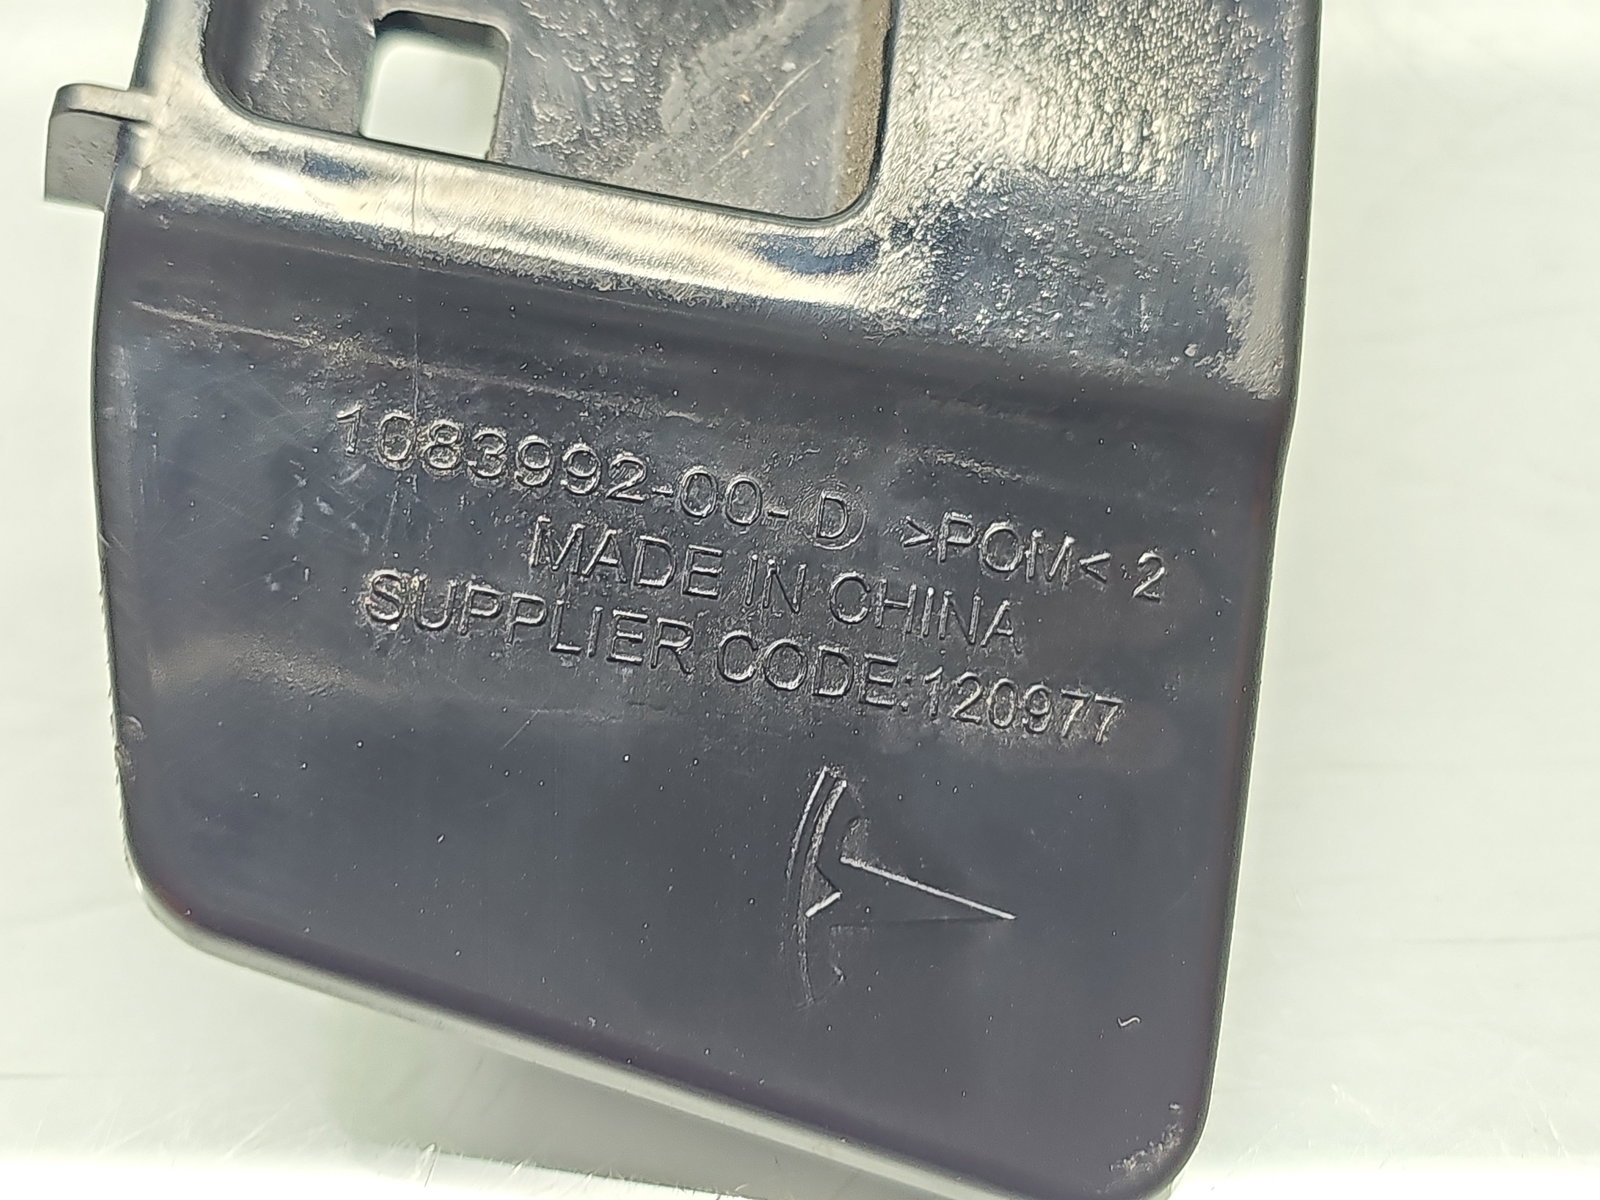 1083992-00-D >POM< 2
MADE IN CHINA
SUPPLIER CODE:120977